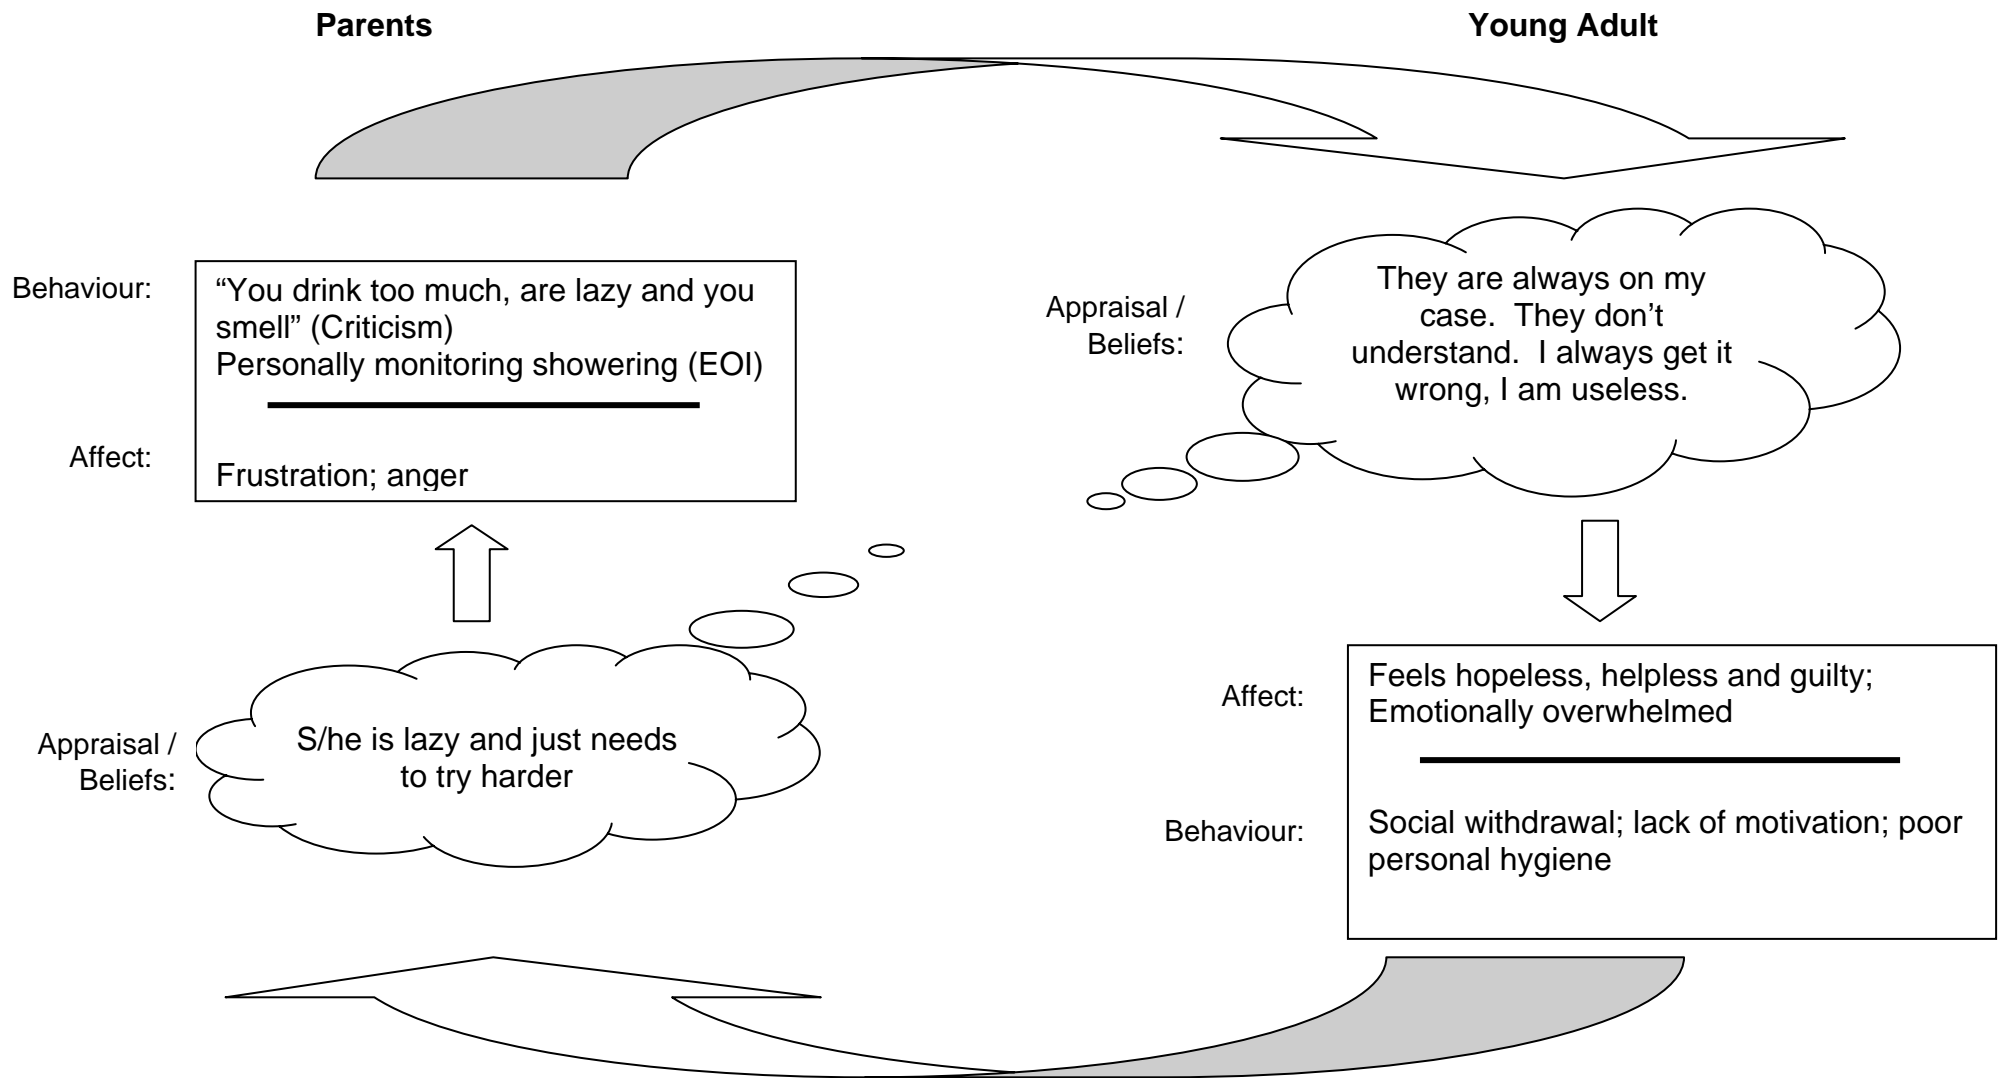 Parents
Young Adult
Behaviour:
“You drink too much, are lazy and you
smell” (Criticism)
Personally monitoring showering (EOI)
Affect:
Frustration; anger
Appraisal /
Beliefs:
They are always on my
case.  They don’t
understand.  I always get it
wrong, I am useless.
Appraisal /
Beliefs:
S/he is lazy and just needs
to try harder
Affect:
Feels hopeless, helpless and guilty;
Emotionally overwhelmed
Behaviour:
Social withdrawal; lack of motivation; poor
personal hygiene